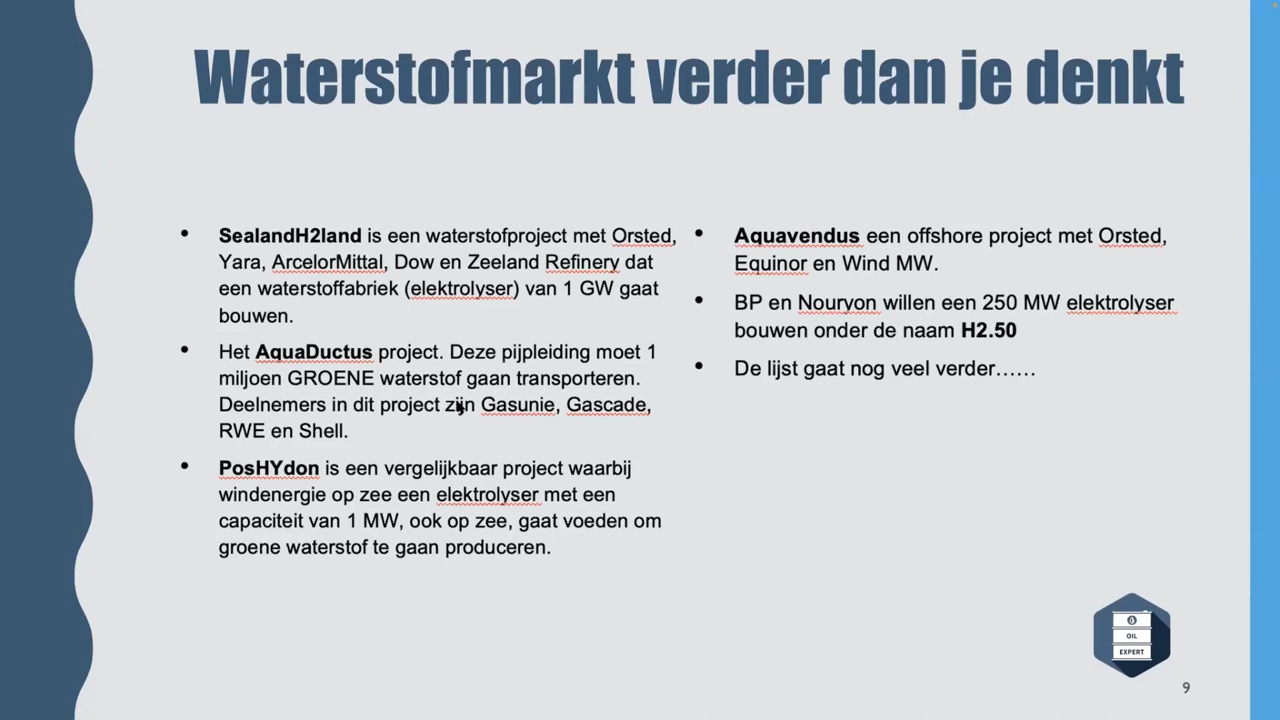 Waterstofmarkt verder dan je denkt
• SealandH2land is een waterstofproject met Orsted,
Yara, ArcelorMittal, Dow en Zeeland Refinery dat
een waterstoffabriek (elektrolyser) van 1 GW gaat
bouwen.
• Het AquaDuctus project. Deze pijpleiding moet 1
miljoen GROENE waterstof gaan transporteren.
Deelnemers in dit project zijn Gasunie, Gascade,
RWE en Shell.
• PosHYdon is een vergelijkbaar project waarbij
windenergie op zee een elektrolyser met een
capaciteit van 1 MW, ook op zee, gaat voeden om
groene waterstof te gaan produceren.
• Aquavendus een offshore project met Orsted,
Equinor en Wind MW.
• BP en Nouryon willen een 250 MW elektrolyser
bouwen onder de naam H2.50
• De lijst gaat nog veel verder……
OIL
EXPERT
9